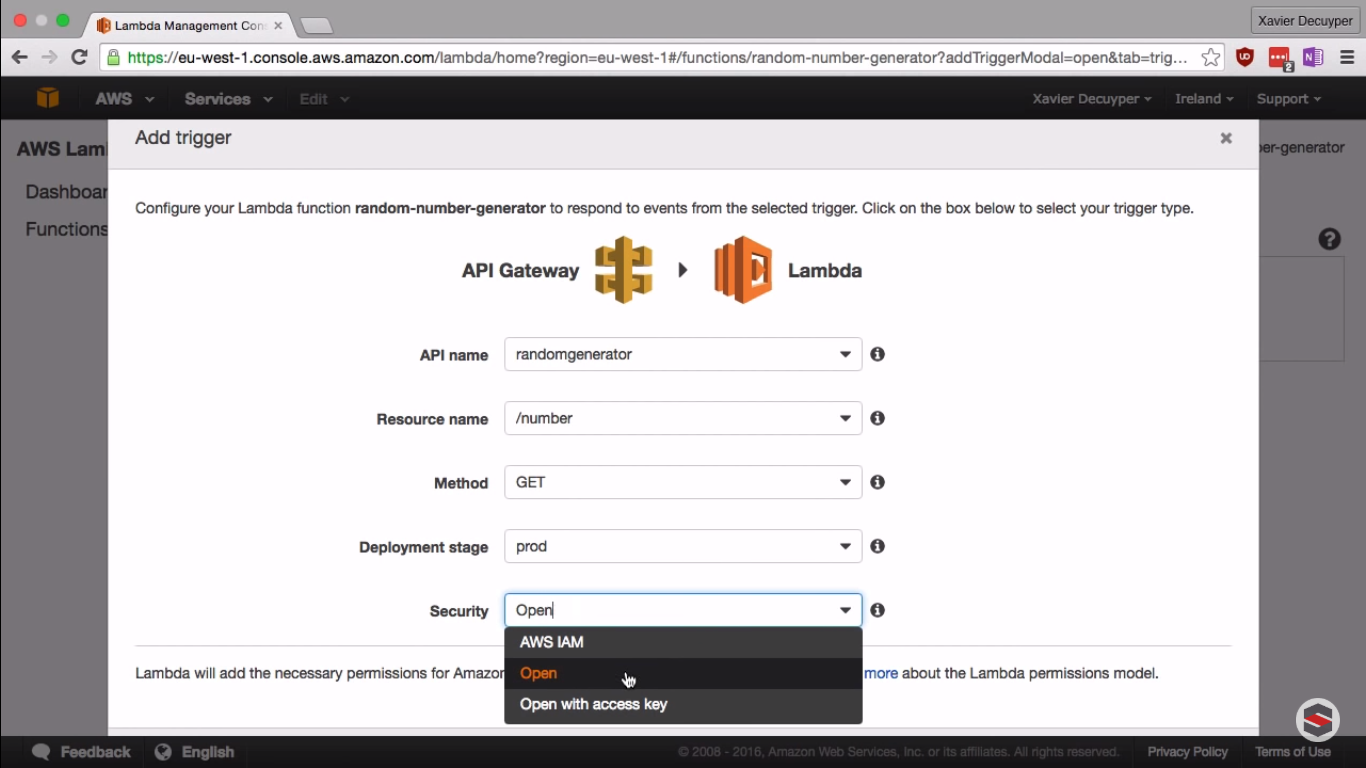 Lambda Management Con
Xavier Decuyper
https://eu-west-1.console.aws.amazon.com/lambda/home?region=eu-west-1#/functions/random-number-generator?addTriggerModal=open&tab=trig...
2
AWS Services Edit Xavier Decuyper Ireland Support
AWS Lam
Add trigger
er-generator
Dashboar
Functions
Configure your Lambda function random-number-generator to respond to events from the selected trigger. Click on the box below to select your trigger type.
API Gateway Lambda
API name randomgenerator
Resource name /number
Method GET
Deployment stage prod
Security Open
AWS IAM
Open
Open with access key
Lambda will add the necessary permissions for Amazon more about the Lambda permissions model.
Feedback English © 2008 - 2016, Amazon Web Services, Inc. or its affiliates. All rights reserved. Privacy Policy Terms of Use